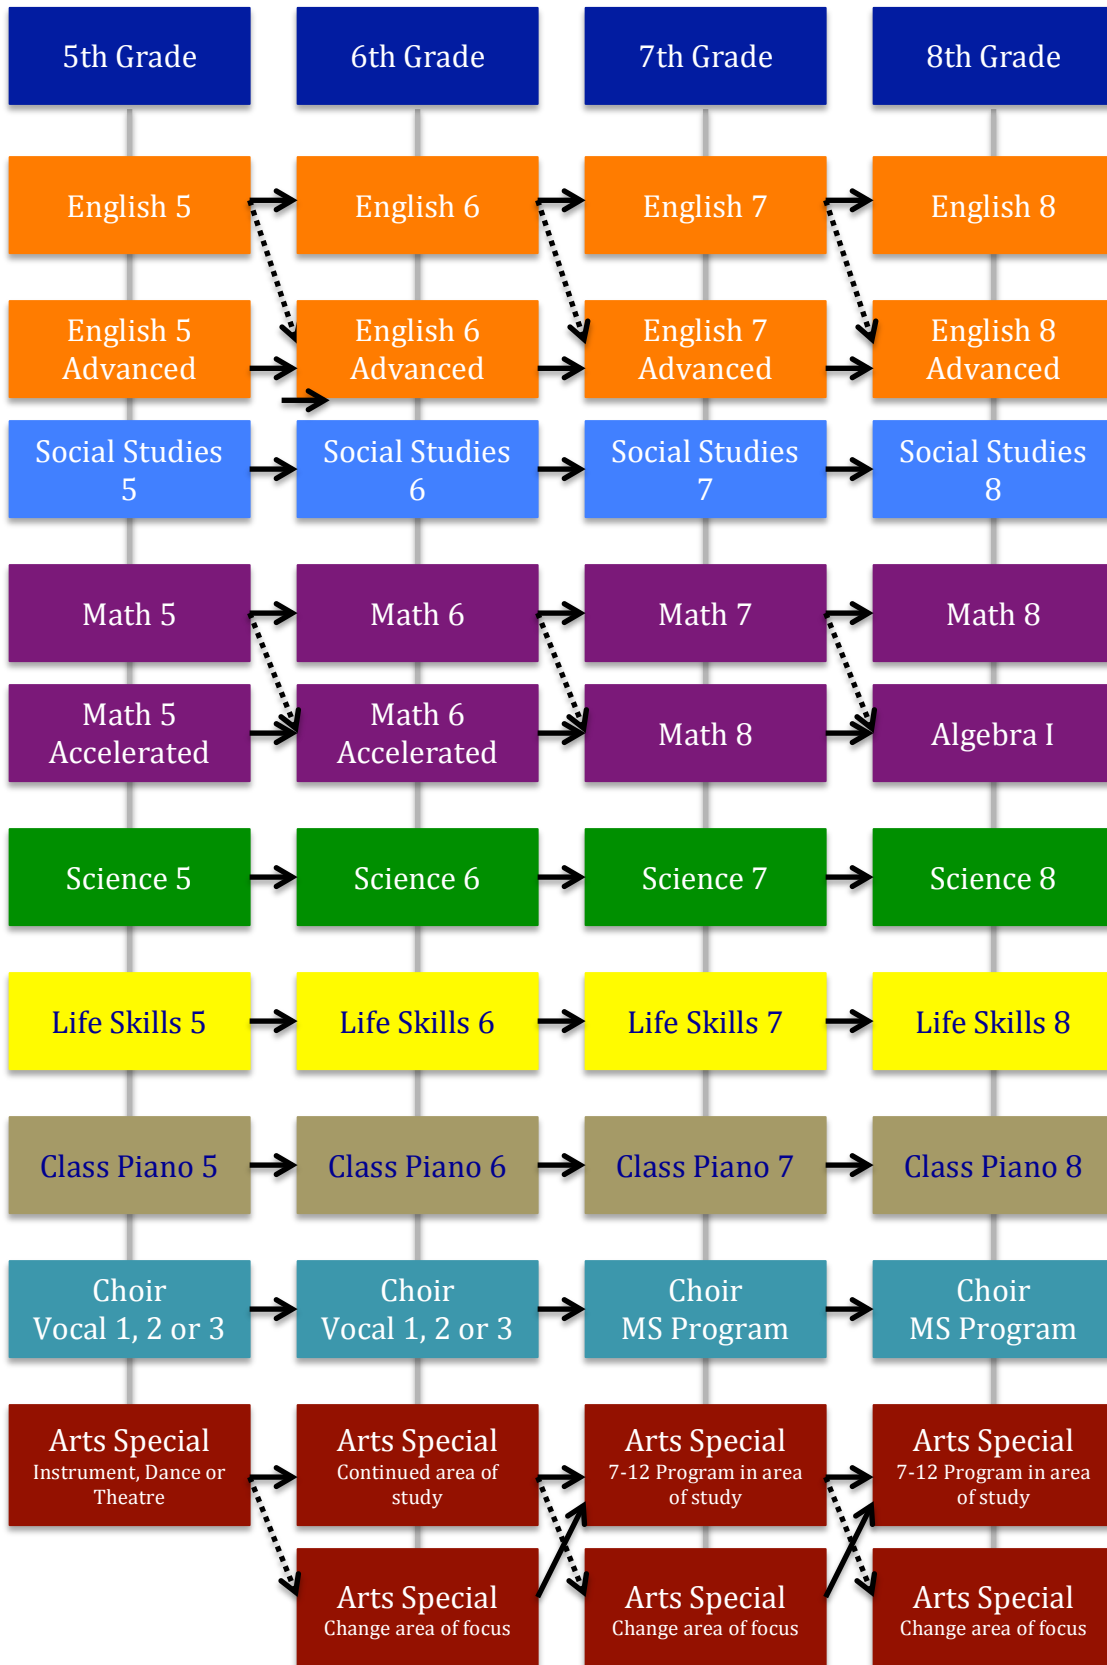 5th Grade
6th Grade
7th Grade
8th Grade
English 5
English 6
English 7
English 8
English 5
Advanced
English 6
Advanced
English 7
Advanced
English 8
Advanced
Social Studies
5
Social Studies
6
Social Studies
7
Social Studies
8
Math 5
Math 6
Math 7
Math 8
Math 5
Accelerated
Math 6
Accelerated
Math 8
Algebra I
Science 5
Science 6
Science 7
Science 8
Life Skills 5
Life Skills 6
Life Skills 7
Life Skills 8
Class Piano 5
Class Piano 6
Class Piano 7
Class Piano 8
Choir
Vocal 1, 2 or 3
Choir
Vocal 1, 2 or 3
Choir
MS Program
Choir
MS Program
Arts Special
Instrument, Dance or
Theatre
Arts Special
Continued area of
study
Arts Special
7-12 Program in area
of study
Arts Special
7-12 Program in area
of study
Arts Special
Change area of focus
Arts Special
Change area of focus
Arts Special
Change area of focus